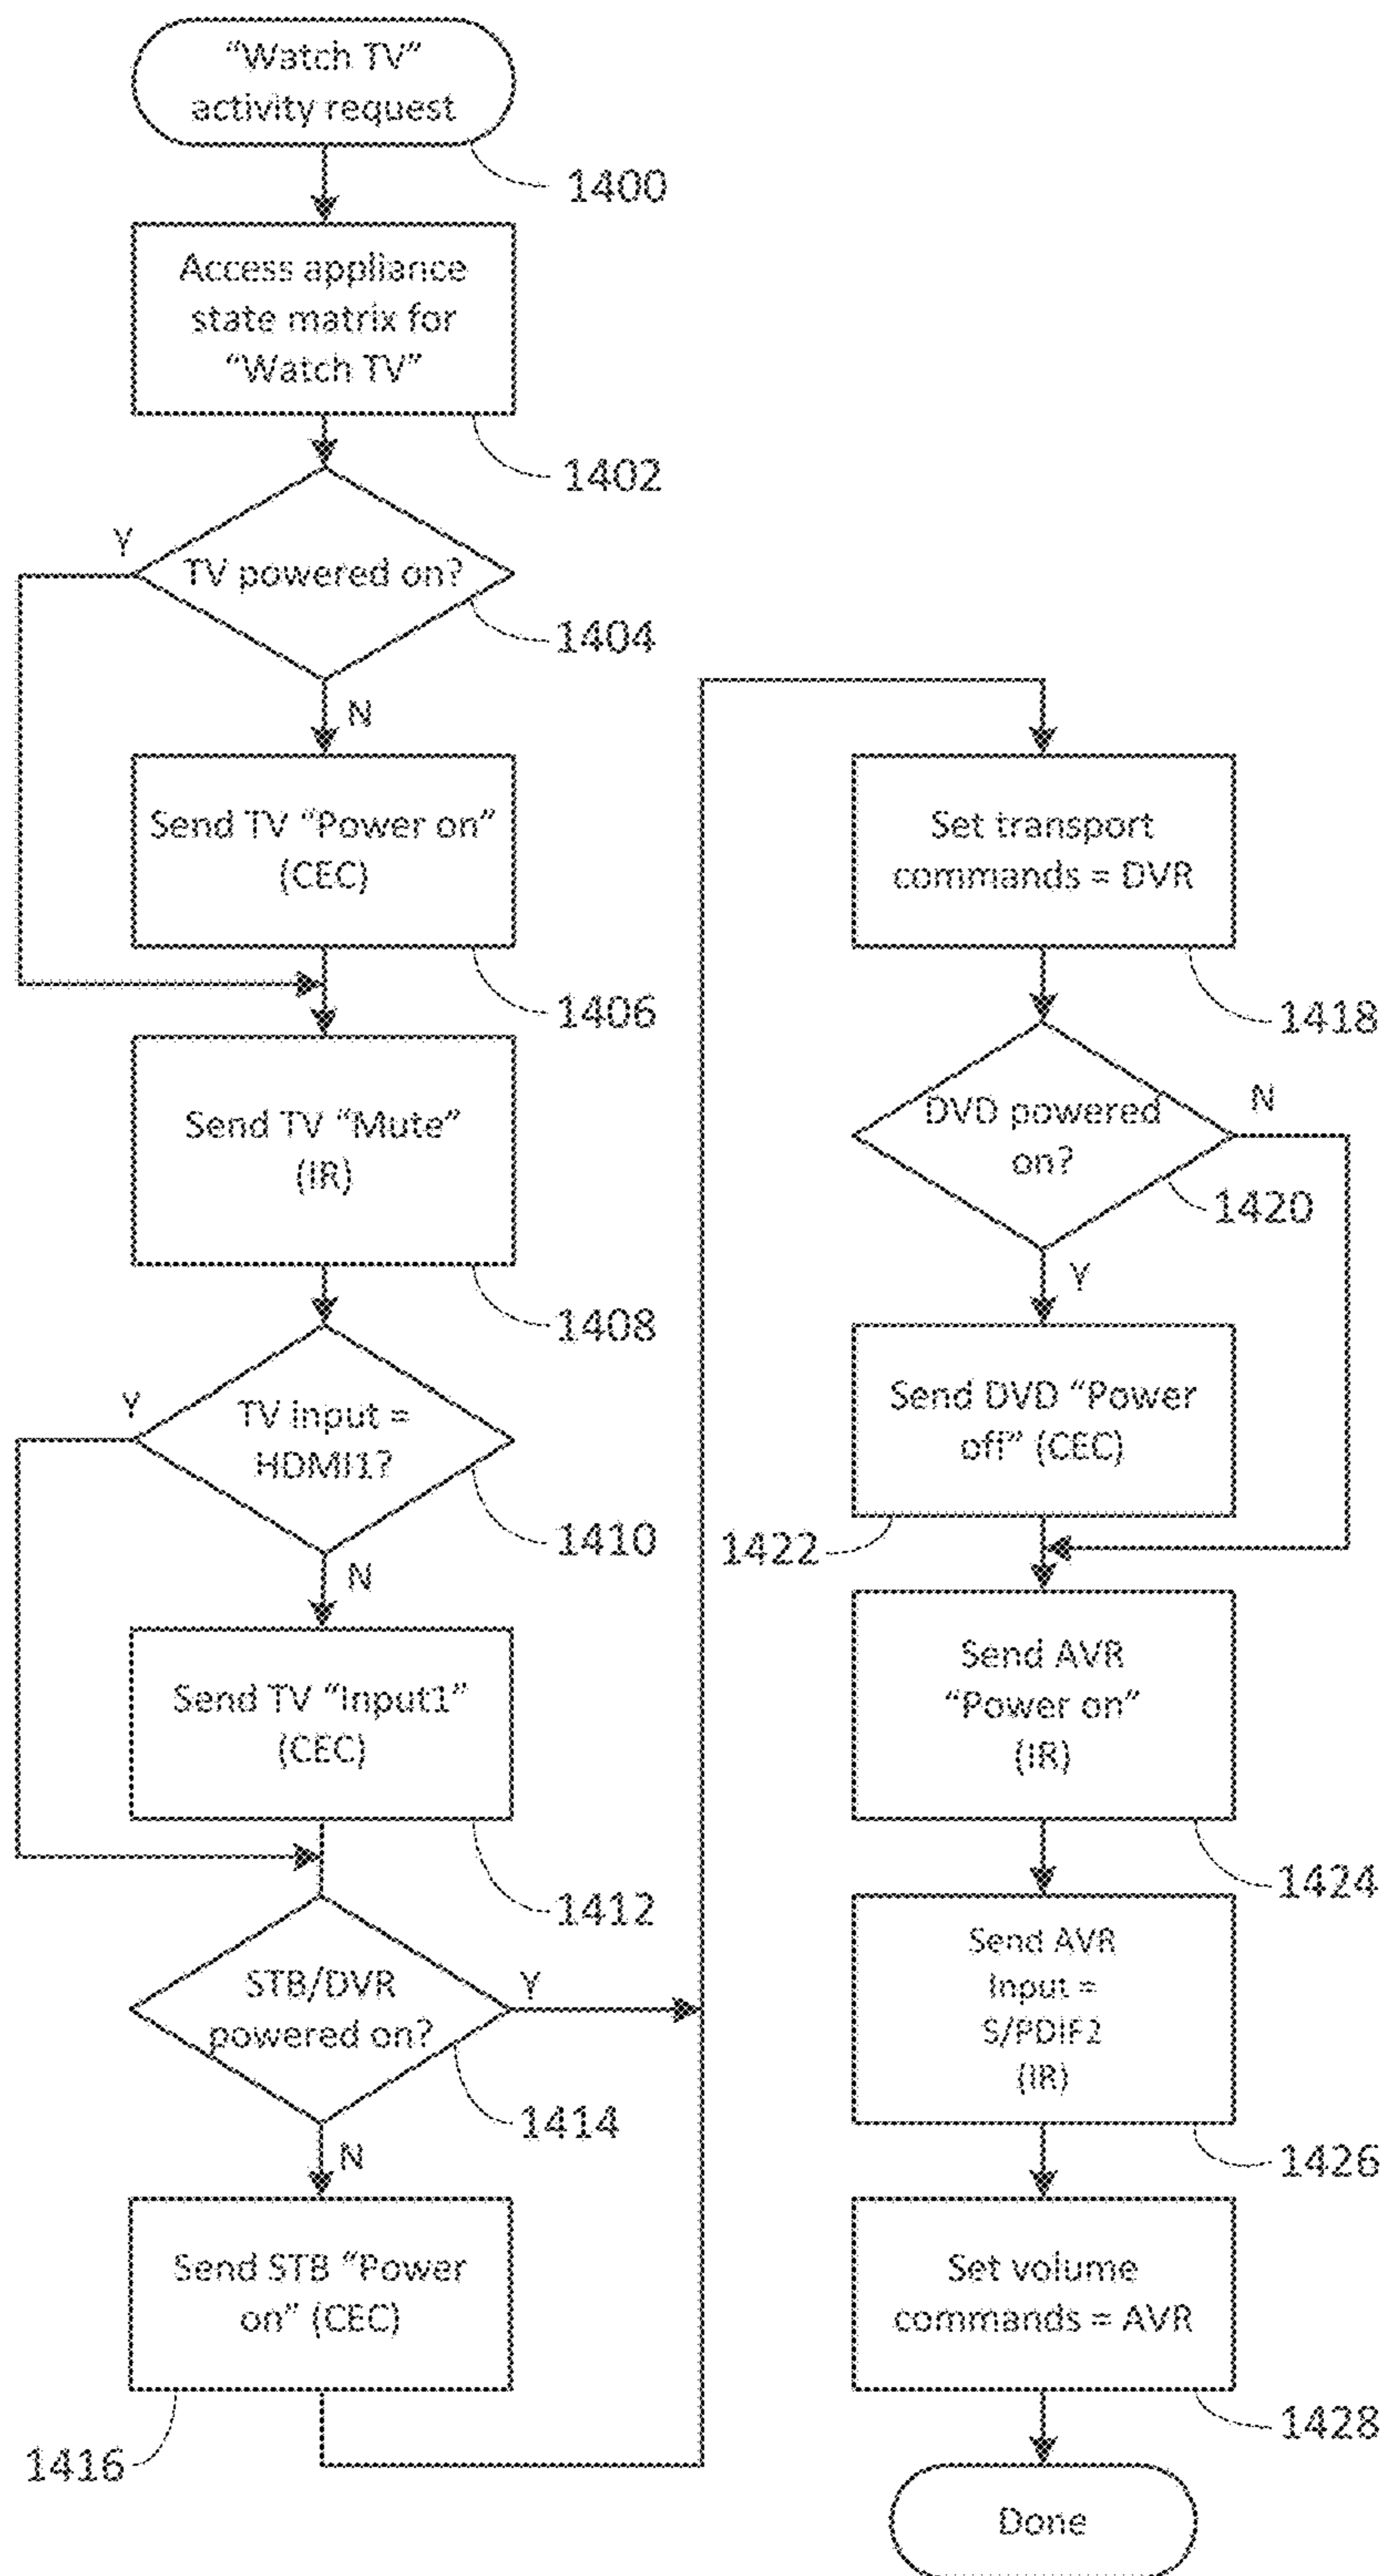 “Watch TV”
activity request
1400
Access appliance
state matrix for
“Watch TV”
1402
Y
TV powered on?
1404
N
Send TV “Power on”
(CEC)
1406
Send TV “Mute”
(IR)
1408
Y
TV input =
HDMI1?
1410
N
Send TV “Input1”
(CEC)
1412
STB/DVR
powered on?
Y
1414
N
Send STB “Power
on” (CEC)
1416
Set transport
commands = DVR
1418
DVD powered
on?
N
1420
Y
Send DVD “Power
off” (CEC)
1422
Send AVR
“Power on”
(IR)
1424
Send AVR
Input =
S/PDIF2
(IR)
1426
Set volume
commands = AVR
1428
Done